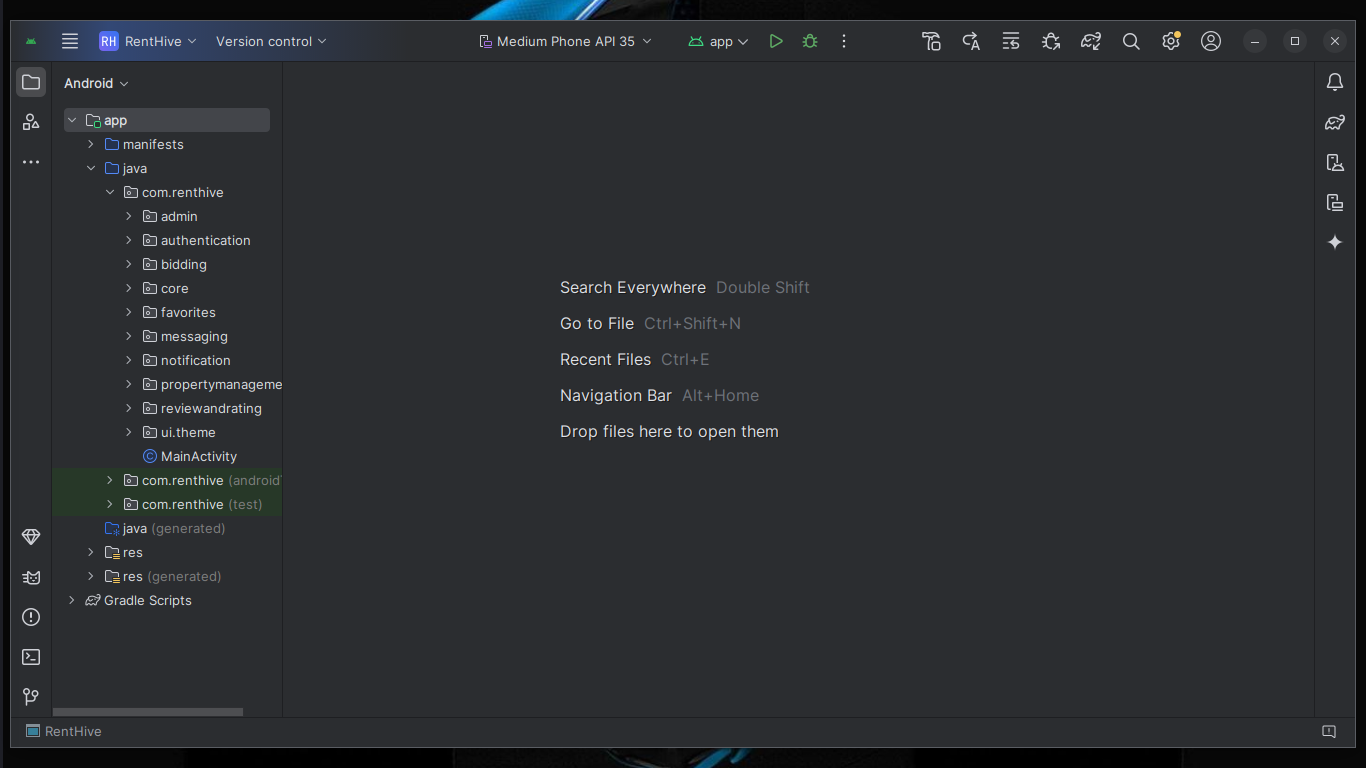 RH RentHive Version control Medium Phone API 35 app
Android
app
manifests
java
com.renthive
admin
authentication
bidding
core
favorites
messaging
notification
propertymanageme
reviewandrating
ui.theme
C MainActivity
com.renthive (android
com.renthive (test)
java (generated)
res
res (generated)
Gradle Scripts
Search Everywhere Double Shift
Go to File Ctrl+Shift+N
Recent Files Ctrl+E
Navigation Bar Alt+Home
Drop files here to open them
RentHive